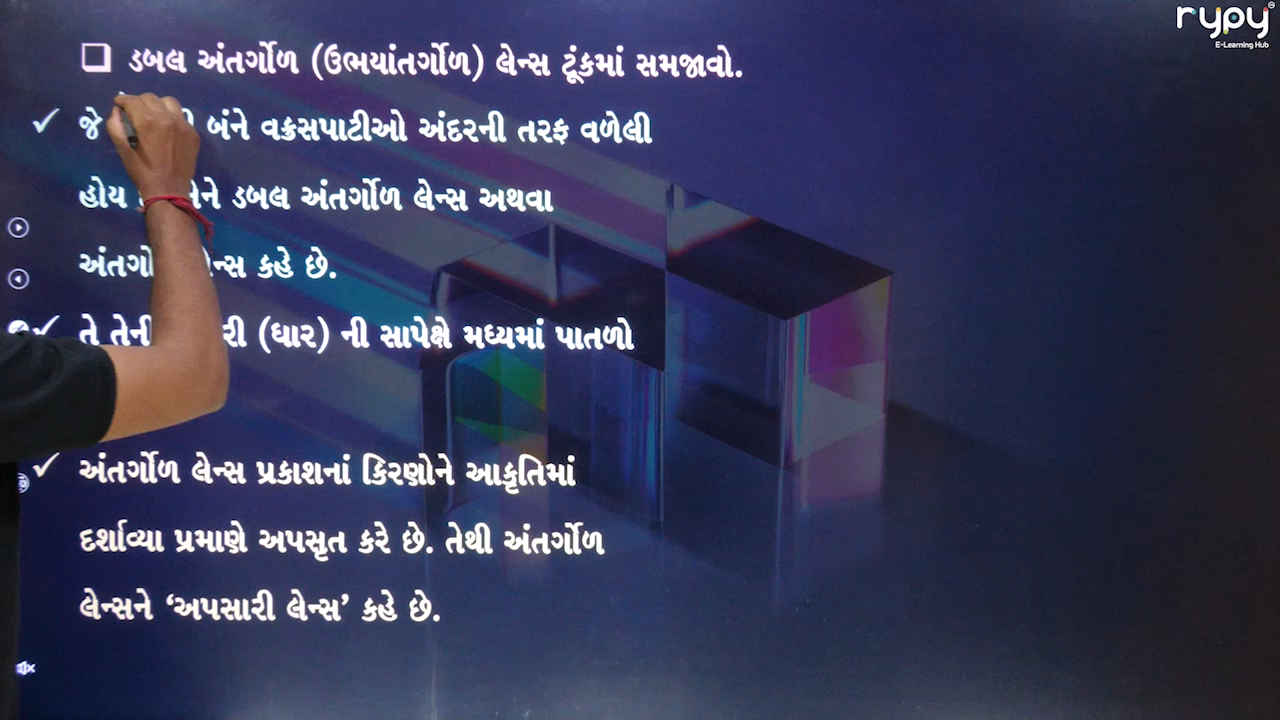 rypy
E-Learning Hub
❑ ડબલ અંતર્ગોળ (ઉભયાંતર્ગોળ) લેન્સ ટૂંકમાં સમજાવો.
✓ જે બંને વક્રસપાટીઓ અંદરની તરફ વળેલી
હોય ડબલ અંતર્ગોળ લેન્સ અથવા
કહે છે.
✓ તે (ધાર) ની સાપેક્ષે મધ્યમાં પાતળો
✓ અંતર્ગોળ લેન્સ પ્રકાશનાં કિરણોને આકૃતિમાં
દર્શાવ્યા પ્રમાણે અપસૃત કરે છે. તેથી અંતર્ગોળ
લેન્સને ‘અપસારી લેન્સ’ કહે છે.